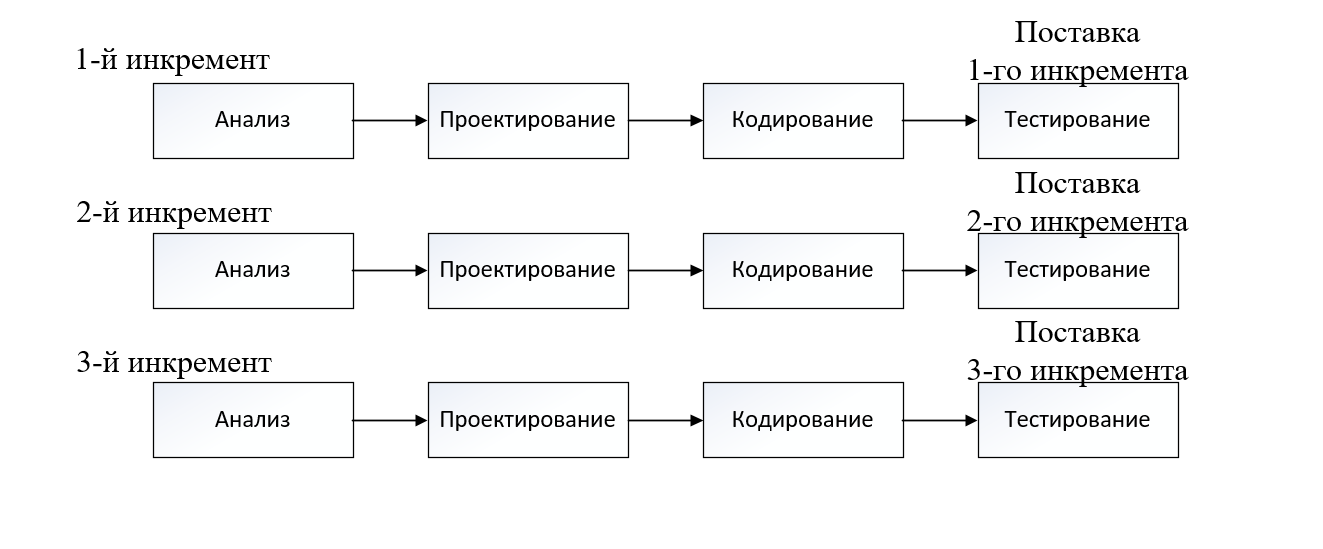 Поставка
1-й инкремент
1-го инкремента
Анализ
Проектирование
Кодирование
Тестирование
Поставка
2-й инкремент
2-го инкремента
Анализ
Проектирование
Кодирование
Тестирование
Поставка
3-й инкремент
3-го инкремента
Анализ
Проектирование
Кодирование
Тестирование